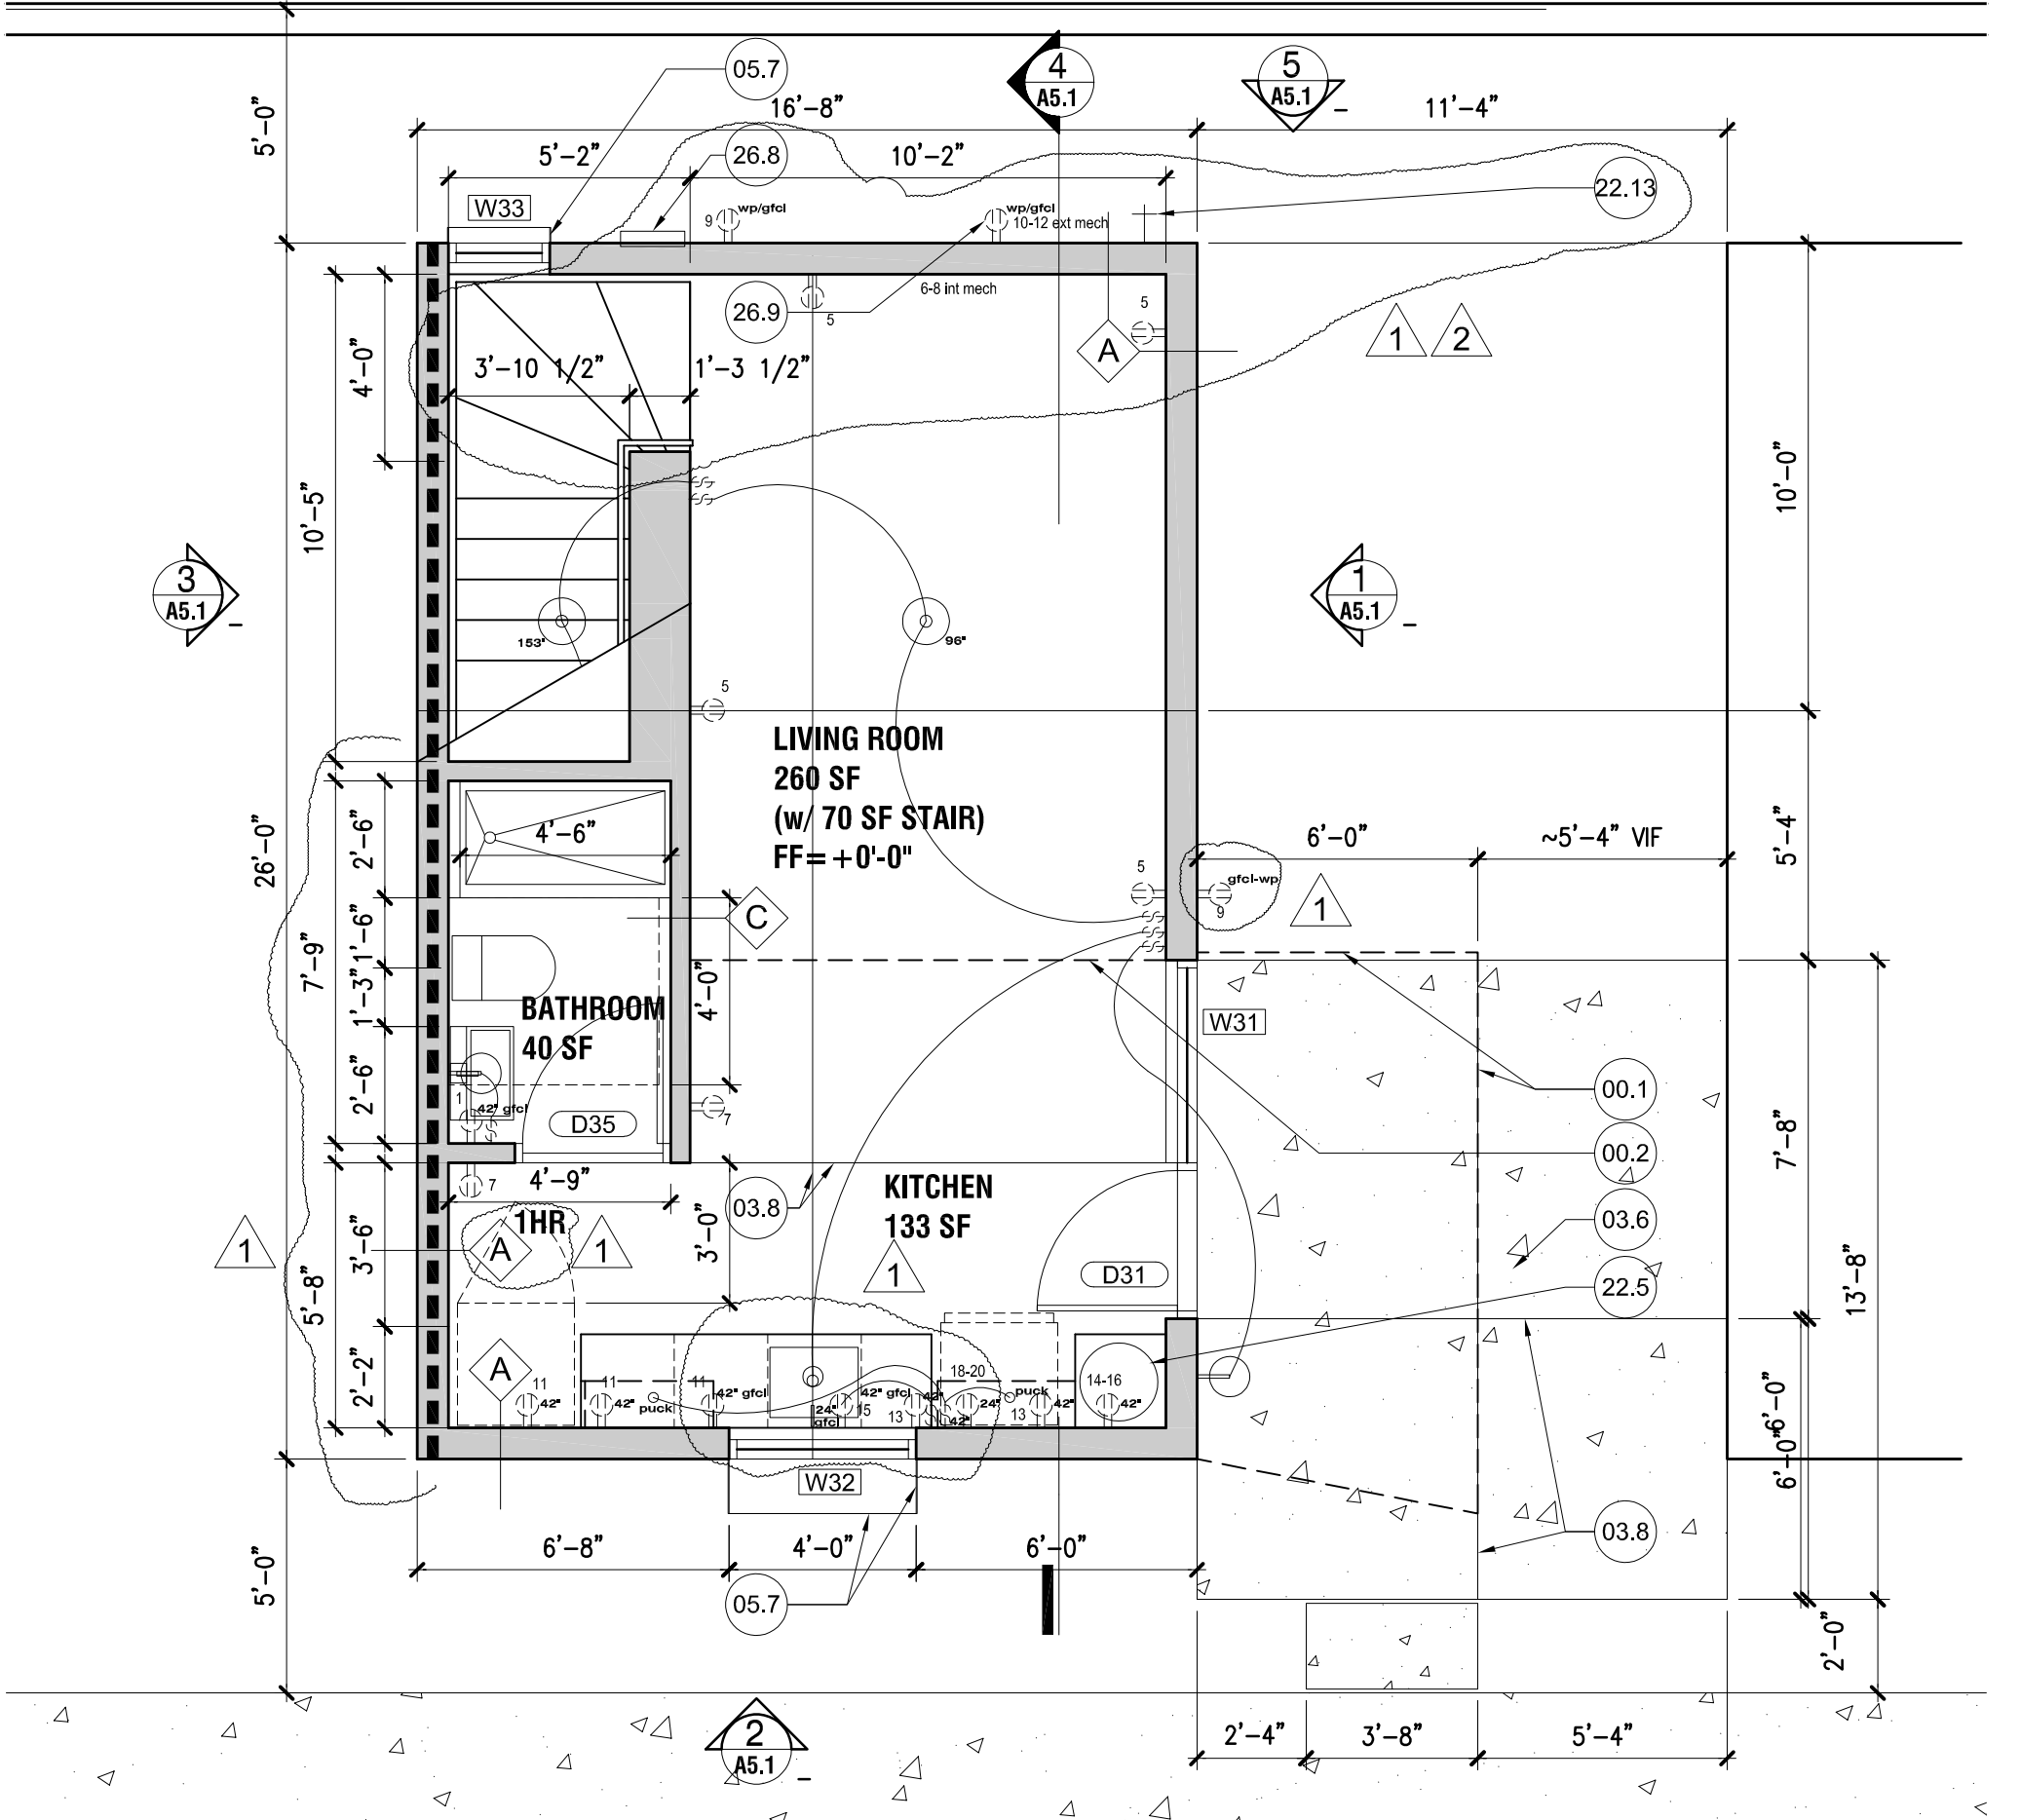 05.7
4
A5.1
5
A5.1
–
16'-8"
11'-4"
5'-0"
5'-2"
26.8
10'-2"
22.13
W33
9
wp/gfcI
wp/gfcI
10-12 ext mech
6-8 int mech
26.9
5
5
1
2
A
4'-0"
3'-10 1/2"
1'-3 1/2"
10'-5"
10'-0"
3
A5.1
–
1
A5.1
–
153"
96"
5
LIVING ROOM
260 SF
(w/ 70 SF STAIR)
FF= +0'-0"
26'-0"
2'-6"
4'-6"
6'-0"
~5'-4" VIF
5'-4"
5
gfcI-wp
9
1
C
1'-6"
7'-9"
1'-3"
4'-0"
BATHROOM
40 SF
W31
00.1
2'-6"
1
42" gfcI
D35
7
00.2
7'-8"
7
4'-9"
03.8
KITCHEN
133 SF
03.6
1HR
1
A
1
3'-6"
3'-0"
1
D31
22.5
13'-8"
5'-8"
A
2'-2"
11
42"
11
42"
puck
11
42" gfcI
24"
gfcI
15
42" gfcI
13
42"
42"
18-20
24"
puck
13
42"
14-16
42"
6'-0"
6'-0"
W32
03.8
6'-8"
4'-0"
6'-0"
5'-0"
05.7
2'-0"
2
A5.1
–
2'-4"
3'-8"
5'-4"